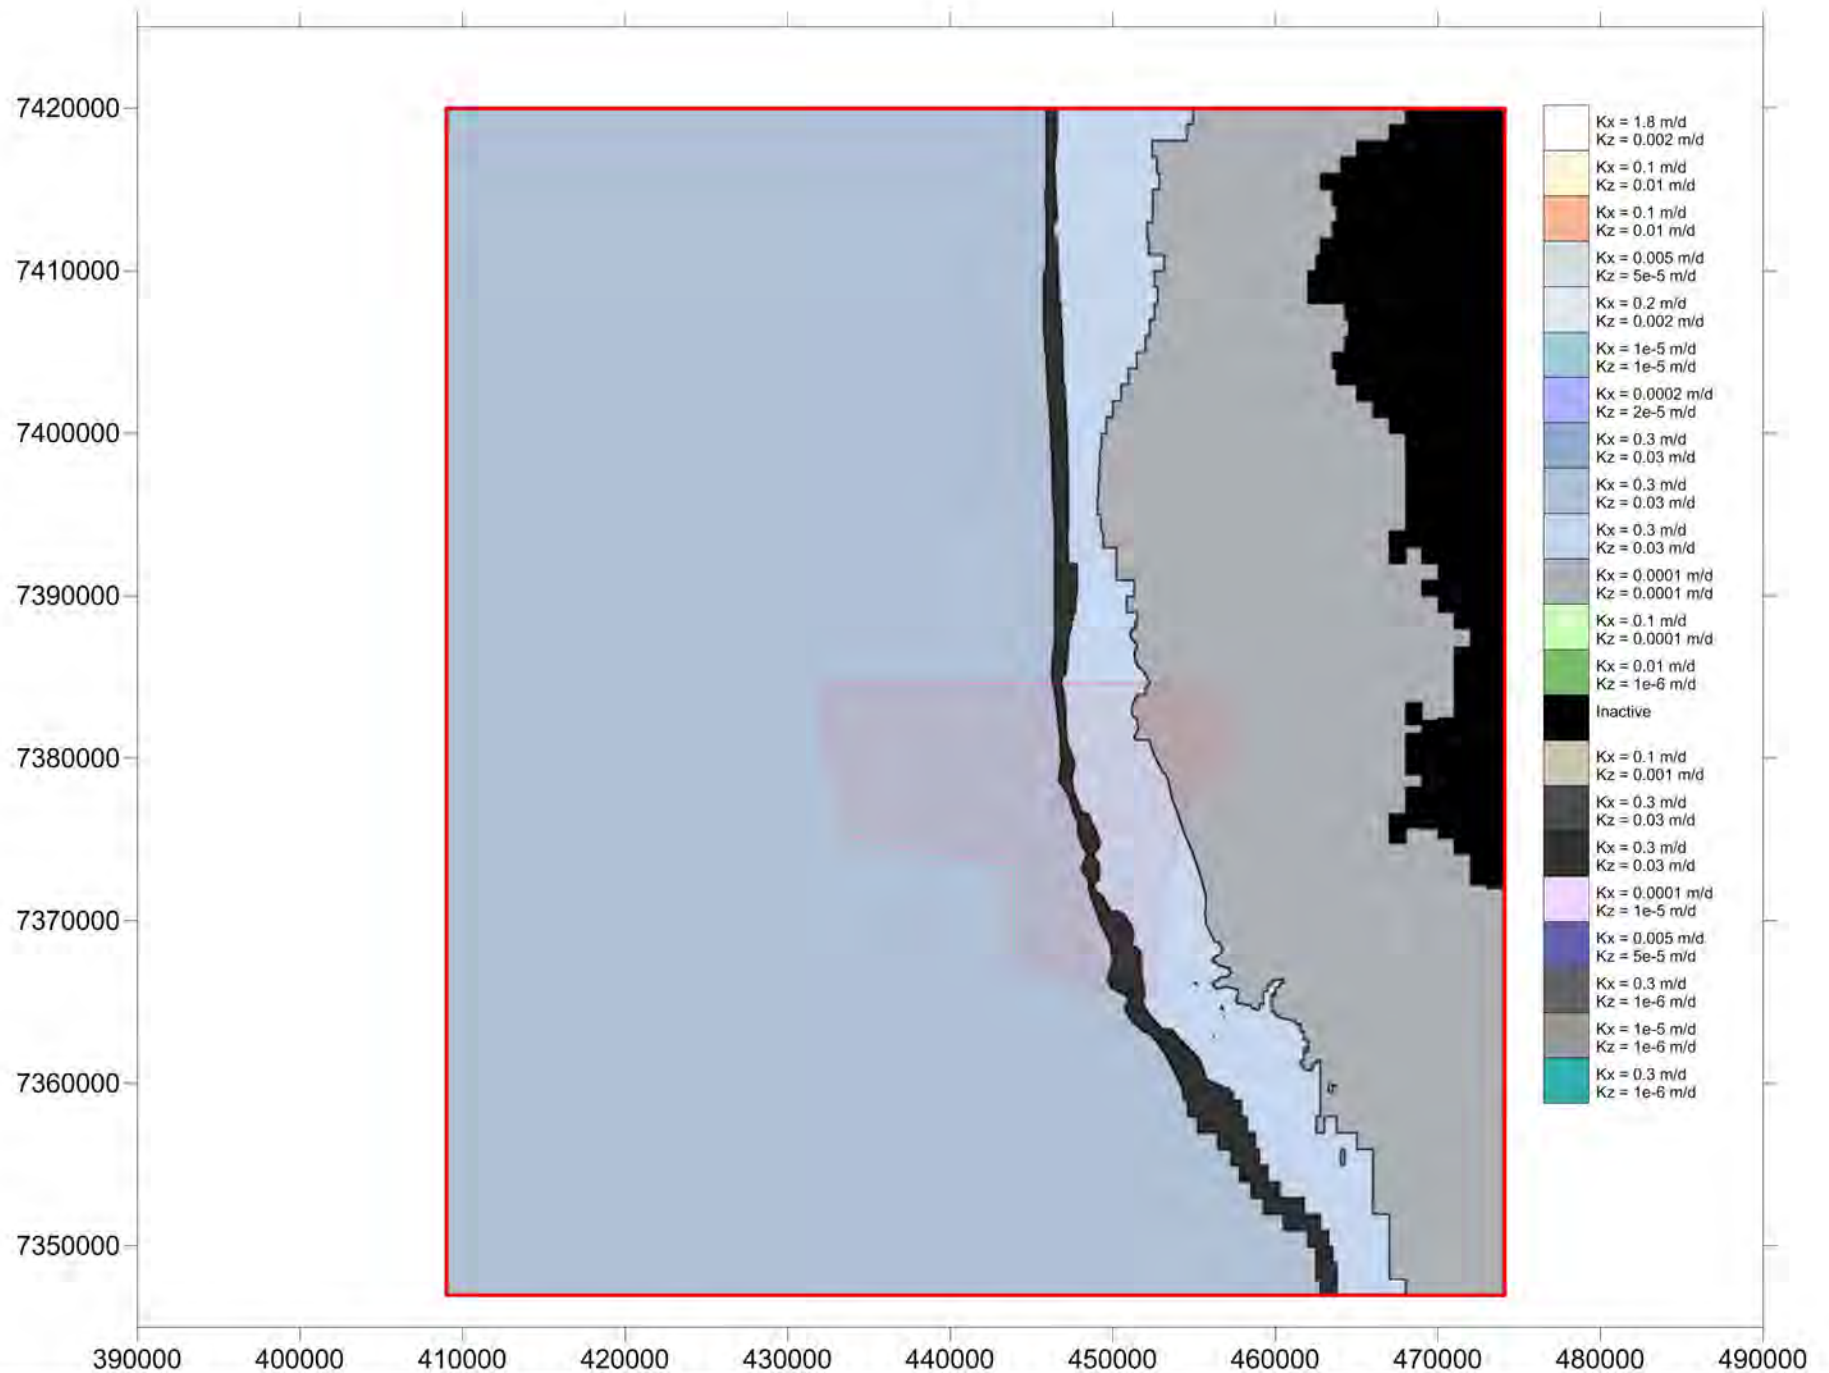 7420000
7410000
7400000
7390000
7380000
7370000
7360000
7350000
390000 400000 410000 420000 430000 440000 450000 460000 470000 480000 490000
Kx = 1.8 m/d
Kz = 0.002 m/d
Kx = 0.1 m/d
Kz = 0.01 m/d
Kx = 0.1 m/d
Kz = 0.01 m/d
Kx = 0.005 m/d
Kz = 5e-5 m/d
Kx = 0.2 m/d
Kz = 0.002 m/d
Kx = 1e-5 m/d
Kz = 1e-5 m/d
Kx = 0.0002 m/d
Kz = 2e-5 m/d
Kx = 0.3 m/d
Kz = 0.03 m/d
Kx = 0.3 m/d
Kz = 0.03 m/d
Kx = 0.3 m/d
Kz = 0.03 m/d
Kx = 0.0001 m/d
Kz = 0.0001 m/d
Kx = 0.1 m/d
Kz = 0.0001 m/d
Kx = 0.01 m/d
Kz = 1e-6 m/d
Inactive
Kx = 0.1 m/d
Kz = 0.001 m/d
Kx = 0.3 m/d
Kz = 0.03 m/d
Kx = 0.3 m/d
Kz = 0.03 m/d
Kx = 0.0001 m/d
Kz = 1e-5 m/d
Kx = 0.005 m/d
Kz = 5e-5 m/d
Kx = 0.3 m/d
Kz = 1e-6 m/d
Kx = 1e-5 m/d
Kz = 1e-6 m/d
Kx = 0.3 m/d
Kz = 1e-6 m/d